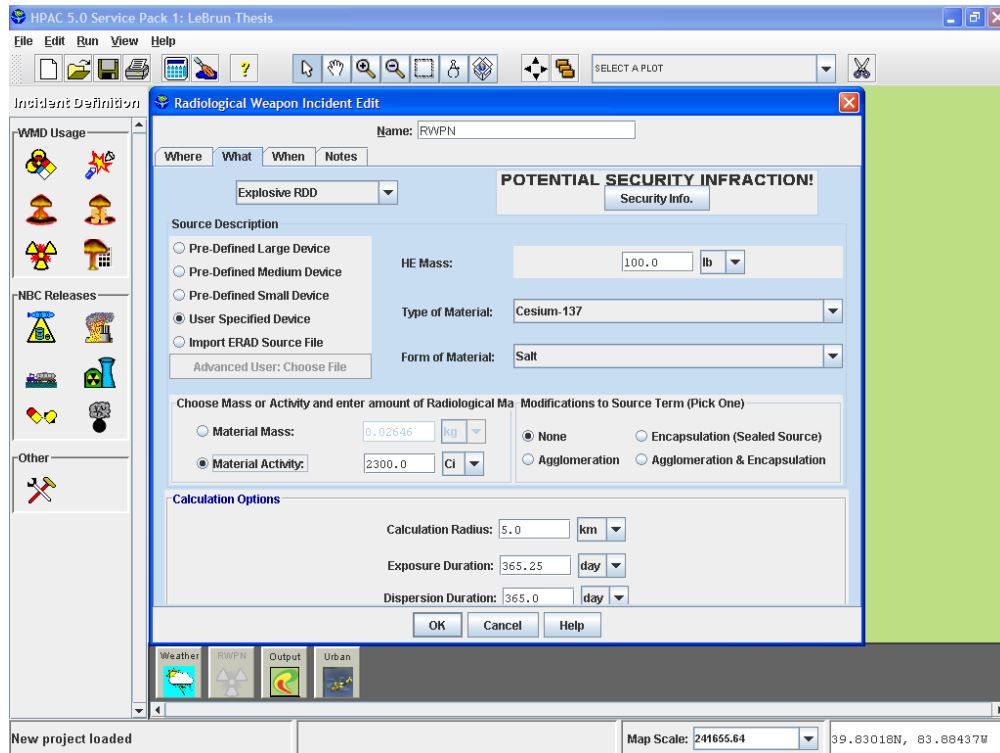 HPAC 5.0 Service Pack 1: LeBrun Thesis
File Edit Run View Help
SELECT A PLOT
Incident Definition
WMD Usage
NBC Releases
Other
Radiological Weapon Incident Edit
Name: RWPN
Where What When Notes
Explosive RDD
POTENTIAL SECURITY INFRACTION!
Security Info.
Source Description
Pre-Defined Large Device
Pre-Defined Medium Device
Pre-Defined Small Device
User Specified Device
Import ERAD Source File
Advanced User: Choose File
HE Mass: 100.0 lb
Type of Material: Cesium-137
Form of Material: Salt
Choose Mass or Activity and enter amount of Radiological Ma
Material Mass: 0.02646 kg
Material Activity: 2300.0 Ci
Modifications to Source Term (Pick One)
None Encapsulation (Sealed Source)
Agglomeration Agglomeration & Encapsulation
Calculation Options
Calculation Radius: 5.0 km
Exposure Duration: 365.25 day
Dispersion Duration: 365.0 day
OK Cancel Help
Weather RWPN Output Urban
New project loaded
Map Scale: 241655.64
39.83018N, 83.88437W